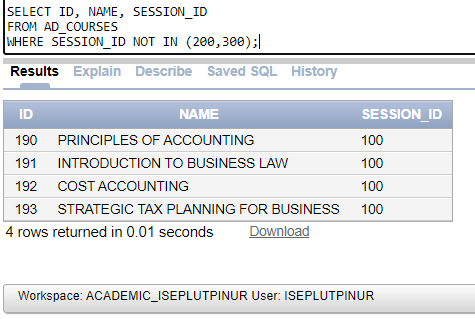 SELECT ID, NAME, SESSION_ID
FROM AD_COURSES
WHERE SESSION_ID NOT IN (200,300);
Results Explain Describe Saved SQL History
ID NAME SESSION_ID
190 PRINCIPLES OF ACCOUNTING 100
191 INTRODUCTION TO BUSINESS LAW 100
192 COST ACCOUNTING 100
193 STRATEGIC TAX PLANNING FOR BUSINESS 100
4 rows returned in 0.01 seconds Download
Workspace: ACADEMIC_ISEPLUTPINUR User: ISEPLUTPINUR